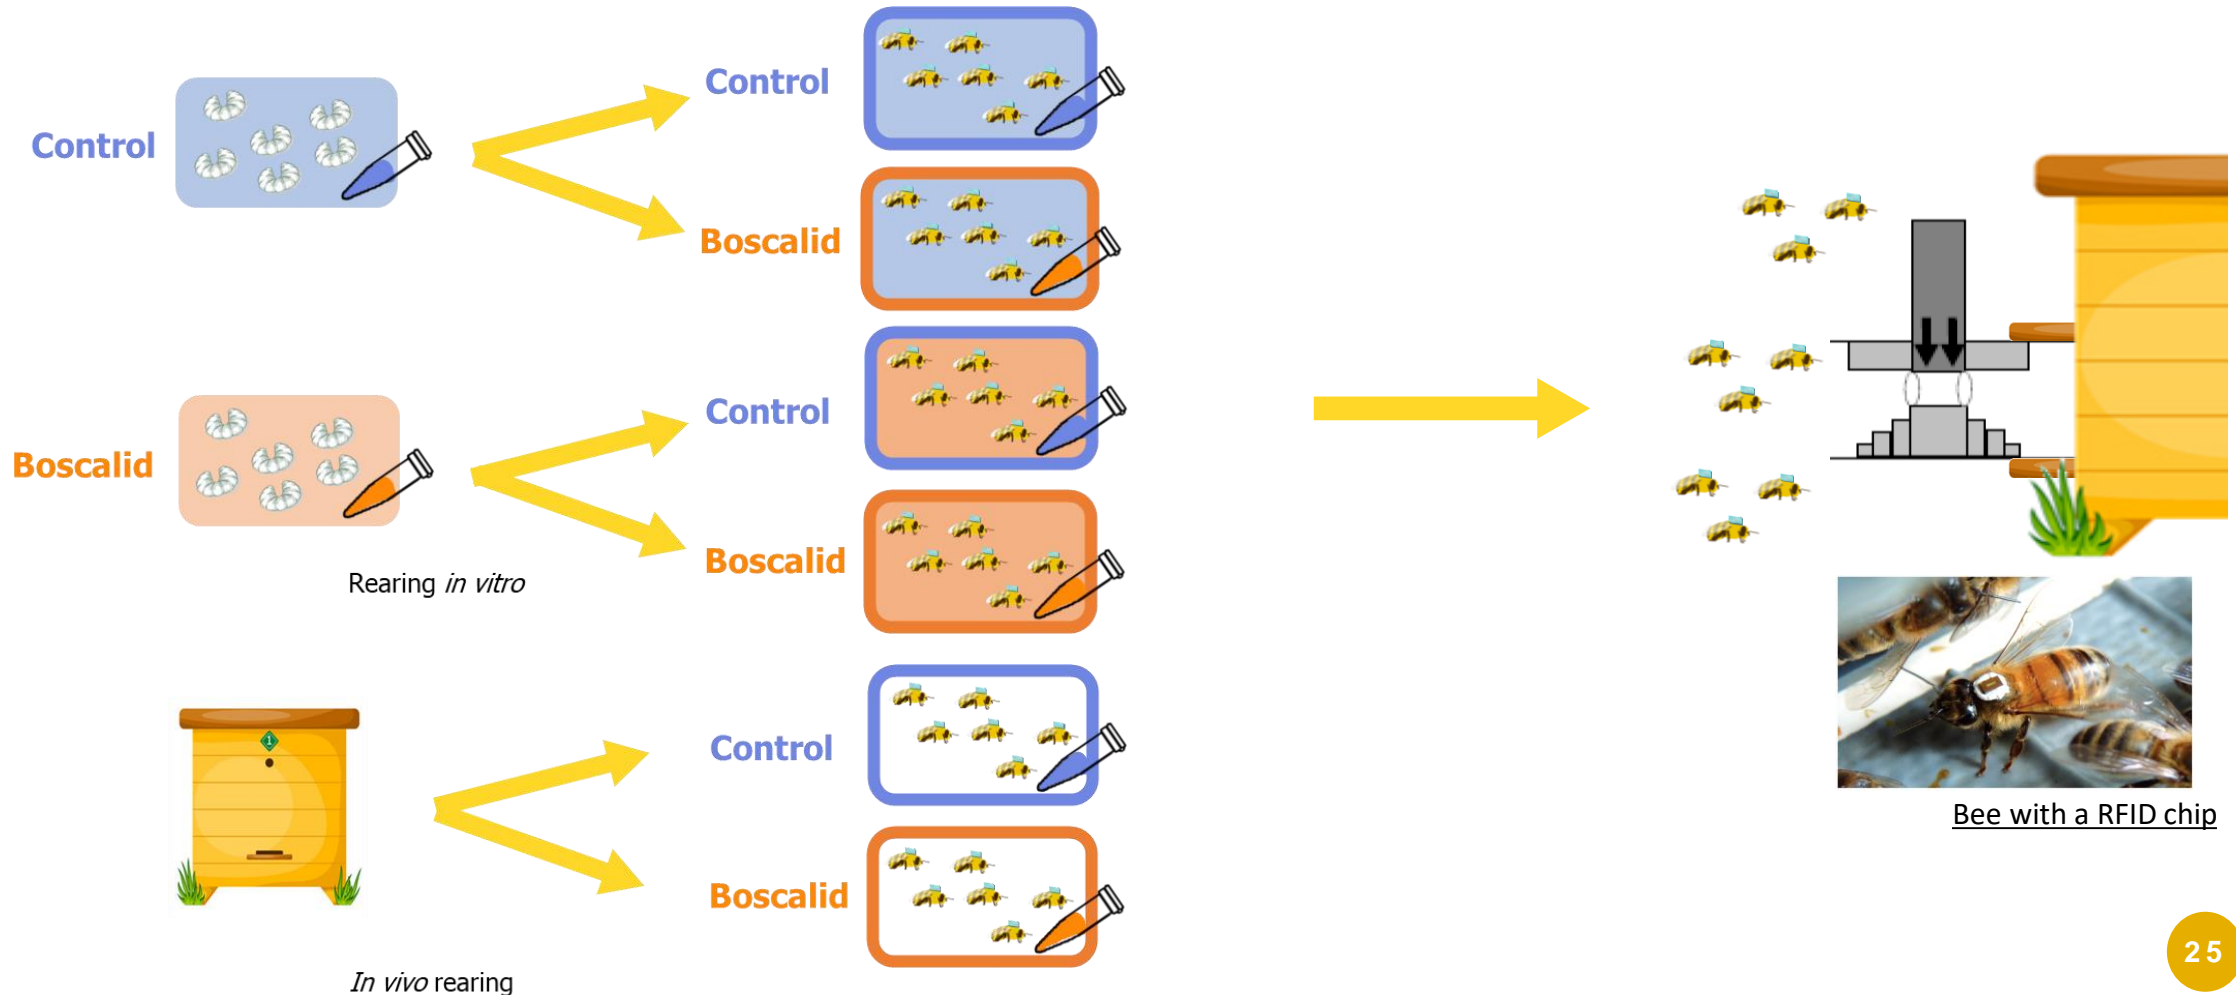 Control
Control
Boscalid
Boscalid
Control
Boscalid
Rearing in vitro
1
Control
Boscalid
In vivo rearing
Bee with a RFID chip
25